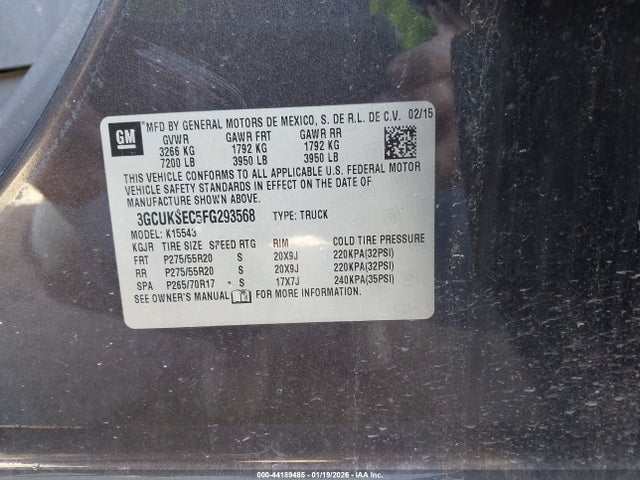 GM
MFD BY GENERAL MOTORS DE MEXICO, S. DE R.L. DE C.V. 02/15
GVWR GAWR FRT GAWR RR
3266 KG 1792 KG 1792 KG
7200 LB 3950 LB 3950 LB
THIS VEHICLE CONFORMS TO ALL APPLICABLE U.S. FEDERAL MOTOR
VEHICLE SAFETY STANDARDS IN EFFECT ON THE DATE OF
MANUFACTURE SHOWN ABOVE.
3GCUKSEC5FG293568 TYPE: TRUCK
MODEL: K15543
KGJR TIRE SIZE SPEED RTG RIM COLD TIRE PRESSURE
FRT P275/55R20 S 20X9J 220KPA(32PSI)
RR P275/55R20 S 20X9J 220KPA(32PSI)
SPA P265/70R17 S 17X7J 240KPA(35PSI)
SEE OWNER'S MANUAL FOR ADDITIONAL INFORMATION.
000-44189485 - 01/19/2026 - IAAI.COM